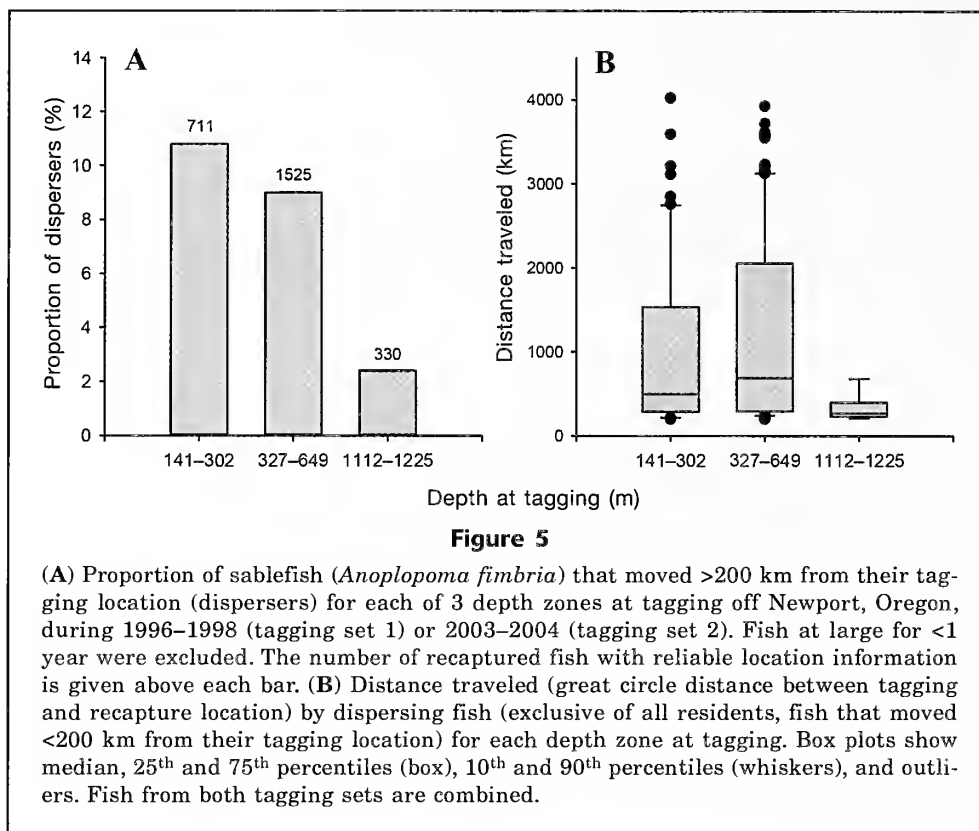 A
14
12
10
8
6
4
2
0
Proportion of dispersers (%)
711
1525
330
141–302
327–649
1112–1225
B
4000
3000
2000
1000
0
Distance traveled (km)
141–302
327–649
1112–1225
Depth at tagging (m)
Figure 5
(A) Proportion of sablefish (Anoplopoma fimbria) that moved >200 km from their tag-
ging location (dispersers) for each of 3 depth zones at tagging off Newport, Oregon,
during 1996–1998 (tagging set 1) or 2003–2004 (tagging set 2). Fish at large for <1
year were excluded. The number of recaptured fish with reliable location information
is given above each bar. (B) Distance traveled (great circle distance between tagging
and recapture location) by dispersing fish (exclusive of all residents, fish that moved
<200 km from their tagging location) for each depth zone at tagging. Box plots show
median, 25th and 75th percentiles (box), 10th and 90th percentiles (whiskers), and outli-
ers. Fish from both tagging sets are combined.